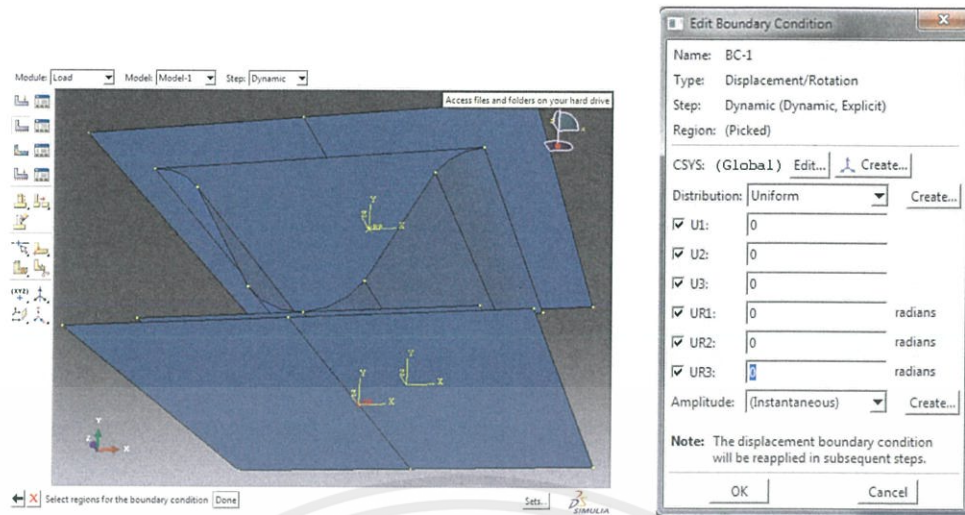 Module: Load Model: Model-1 Step: Dynamic
Access files and folders on your hard drive
Y
X
Z
RP
Y
X
Z
Y
X
Z
Y
Z X
(XYZ)
Select regions for the boundary condition Done
Sets...
SIMULIA
Edit Boundary Condition
Name: BC-1
Type: Displacement/Rotation
Step: Dynamic (Dynamic, Explicit)
Region: (Picked)
CSYS: (Global) Edit... Create...
Distribution: Uniform Create...
U1: 0
U2: 0
U3: 0
UR1: 0 radians
UR2: 0 radians
UR3: 0 radians
Amplitude: (Instantaneous) Create...
Note: The displacement boundary condition
will be reapplied in subsequent steps.
OK Cancel